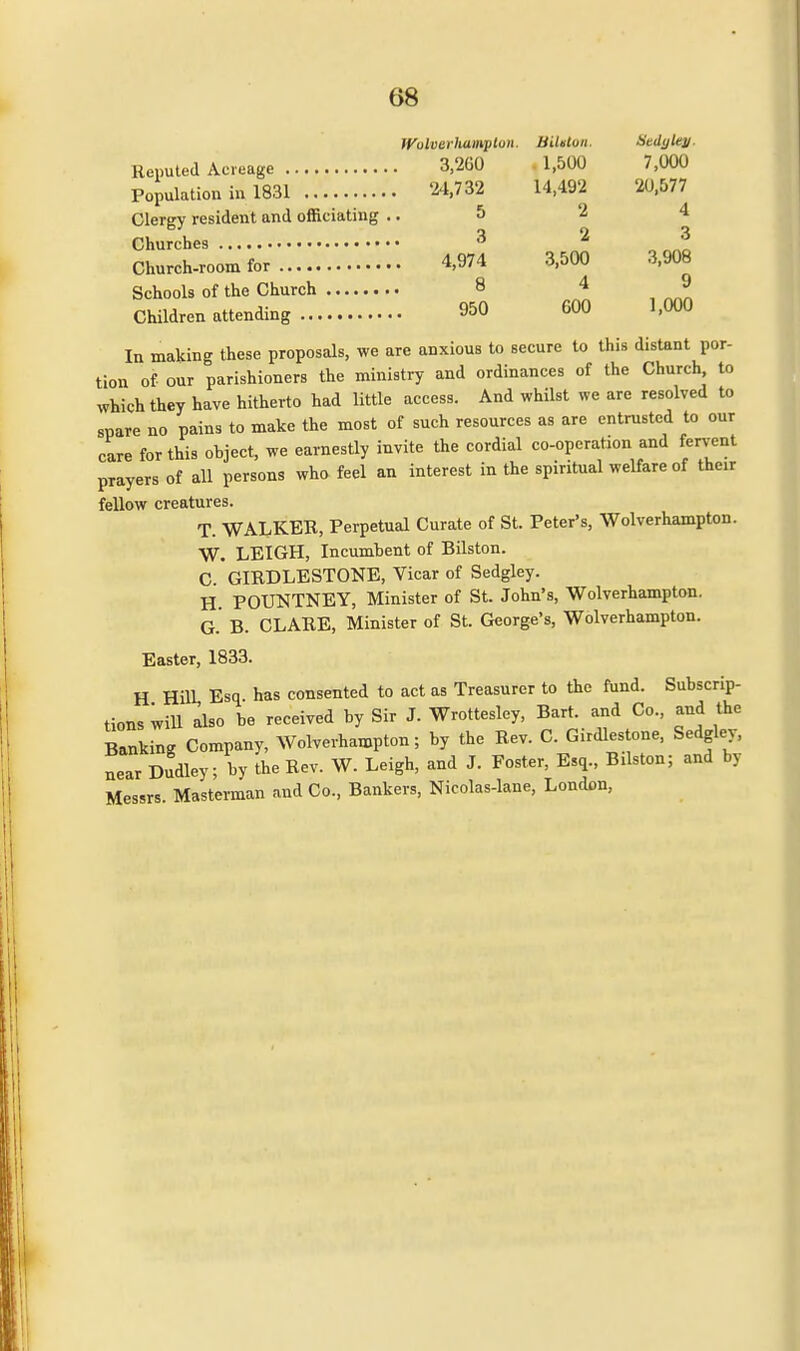 68
Wolverhampton. Bilston. Sedgley.
Reputed Acreage ............ 3,260 1,500 7,000
Population in 1831 .......... 24,732 14,492 20,577
Clergy resident and officiating .. 5 2 4
Churches .................. 3 2 3
Church-room for ............. 4,974 3,500 3,908
Schools of the Church ........ 8 4 9
Children attending ........... 950 600 1,000
In making these proposals, we are anxious to secure to this distant por-
tion of our parishioners the ministry and ordinances of the Church, to
which they have hitherto had little access. And whilst we are resolved to
spare no pains to make the most of such resources as are entrusted to our
care for this object, we earnestly invite the cordial co-operation and fervent
prayers of all persons who feel an interest in the spiritual welfare of their
fellow creatures.
T. WALKER, Perpetual Curate of St. Peter's, Wolverhampton.
W. LEIGH, Incumbent of Bilston.
C. GIRDLESTONE, Vicar of Sedgley.
H. POUNTNEY, Minister of St. John's, Wolverhampton.
G. B. CLARE, Minister of St. George's, Wolverhampton.
Easter, 1833.
H. Hill, Esq. has consented to act as Treasurer to the fund. Subscrip-
tions will also be received by Sir J. Wrottesley, Bart. and Co., and the
Banking Company, Wolverhampton; by the Rev. C. Girdlestone, Sedgley,
near Dudley; by the Rev. W. Leigh, and J. Foster, Esq., Bilston; and by
Messrs. Masterman and Co., Bankers, Nicolas-lane, London,